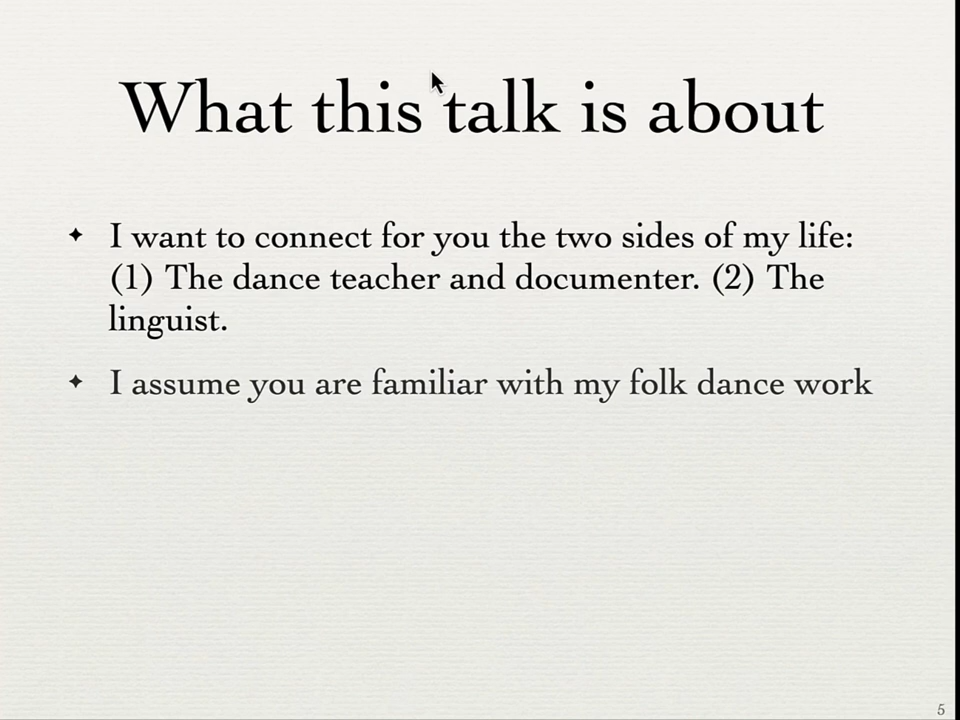 What this talk is about
✦ I want to connect for you the two sides of my life:
(1) The dance teacher and documenter. (2) The
linguist.
✦ I assume you are familiar with my folk dance work
5